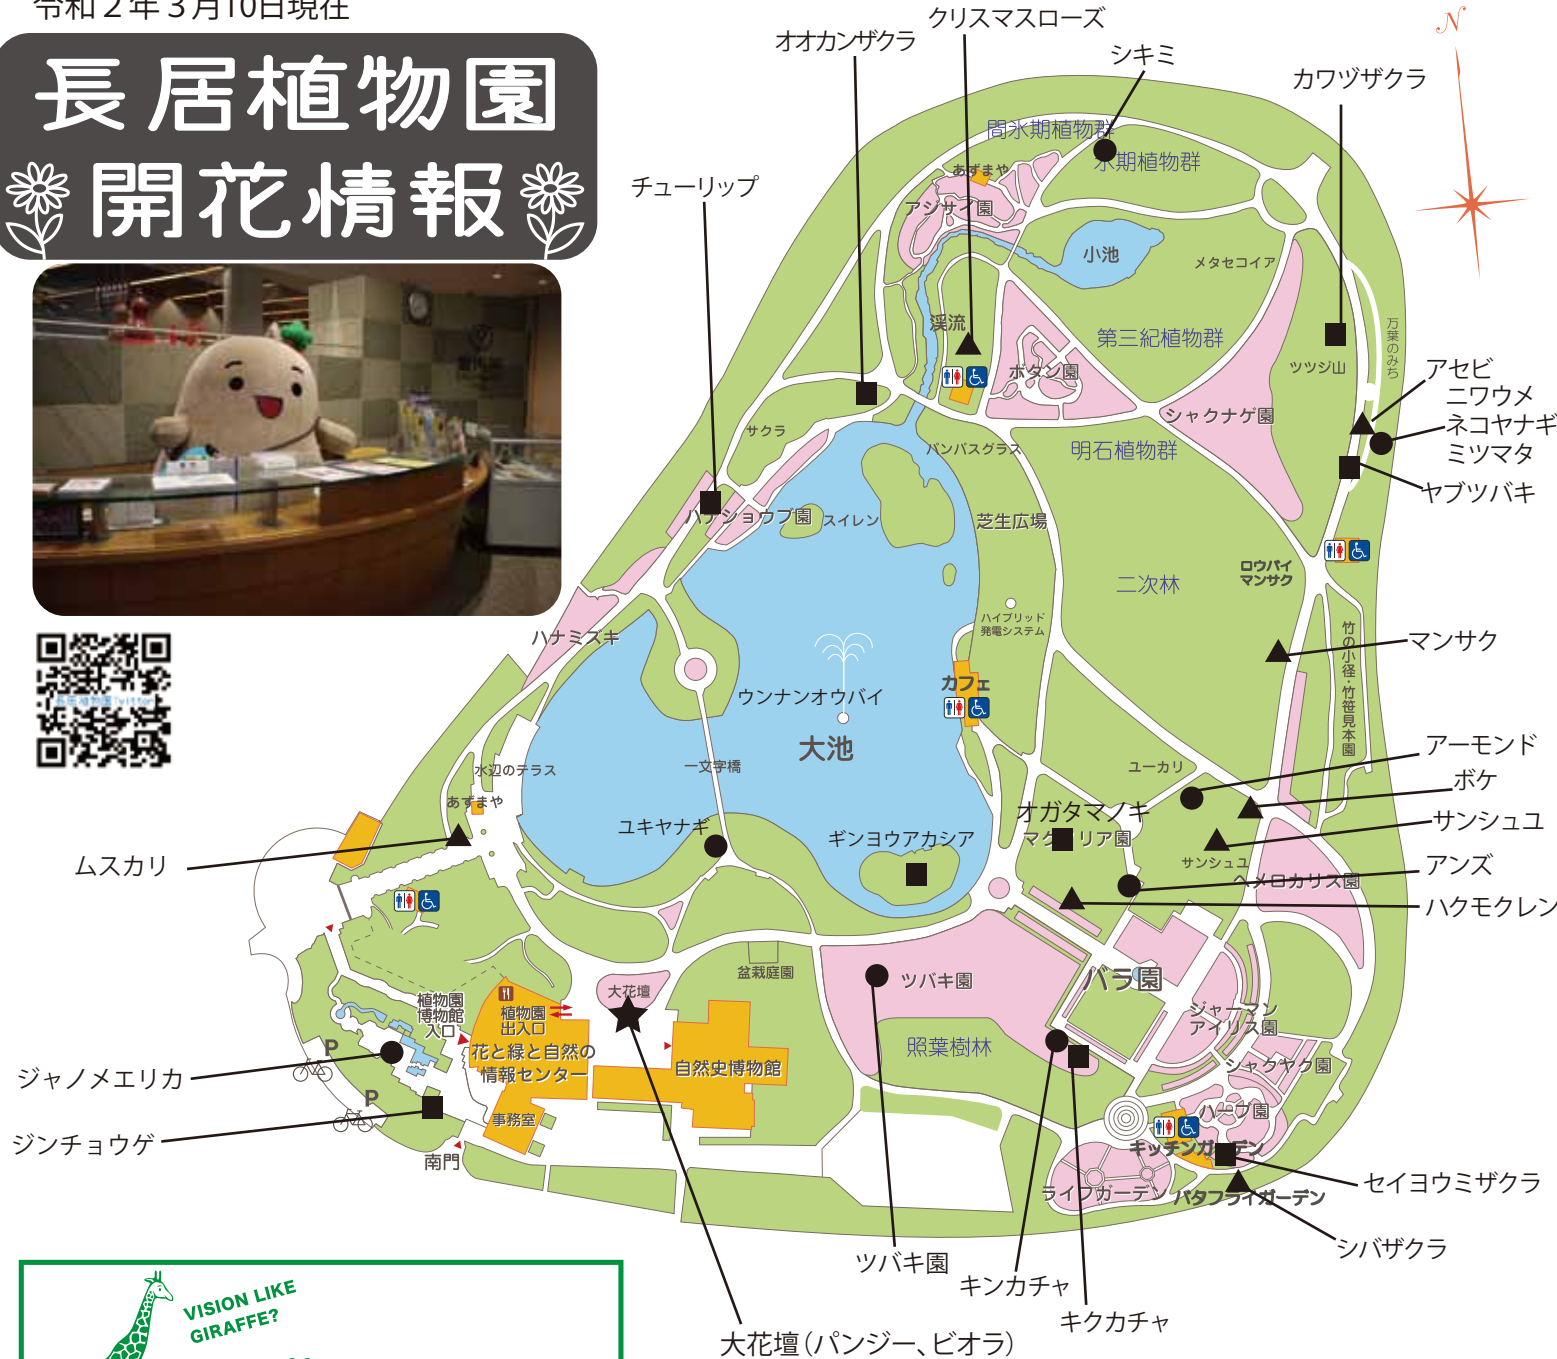 令和２年３月10日現在
長居植物園
開花情報
クリスマスローズ
オオカンザクラ
シキミ
カワヅザクラ
N
チューリップ
間氷期植物群
氷期植物群
あずまや
アジサイ園
小池
メタセコイア
渓流
第三紀植物群
万葉のみち
ボタン園
ツツジ山
アセビ
ニワウメ
ネコヤナギ
ミツマタ
ヤブツバキ
シャクナゲ園
サクラ
パンパスグラス
明石植物群
ハナショウブ園
スイレン
芝生広場
ロウバイ
マンサク
二次林
ハイブリッド
発電システム
ハナミズキ
竹の小径・竹笹見本園
マンサク
カフェ
ウンナンオウバイ
大池
長居植物園Twitter
水辺のテラス
一文字橋
ユーカリ
アーモンド
ボケ
あずまや
オガタマノキ
サンシュユ
ユキヤナギ
ギンヨウアカシア
マグノリア園
サンシュユ
アンズ
ムスカリ
ヘメロカリス園
ハクモクレン
盆栽庭園
ツバキ園
バラ園
大花壇
植物園
博物館
入口
植物園
出入口
ジャーマン
アイリス園
花と緑と自然の
情報センター
自然史博物館
照葉樹林
シャクヤク園
P
ジャノメエリカ
P
事務室
ハーブ園
ジンチョウゲ
南門
キッチンガーデン
セイヨウミザクラ
ライフガーデン
バタフライガーデン
シバザクラ
ツバキ園
キンカチャ
キクカチャ
大花壇（パンジー、ビオラ）
VISION LIKE
GIRAFFE?